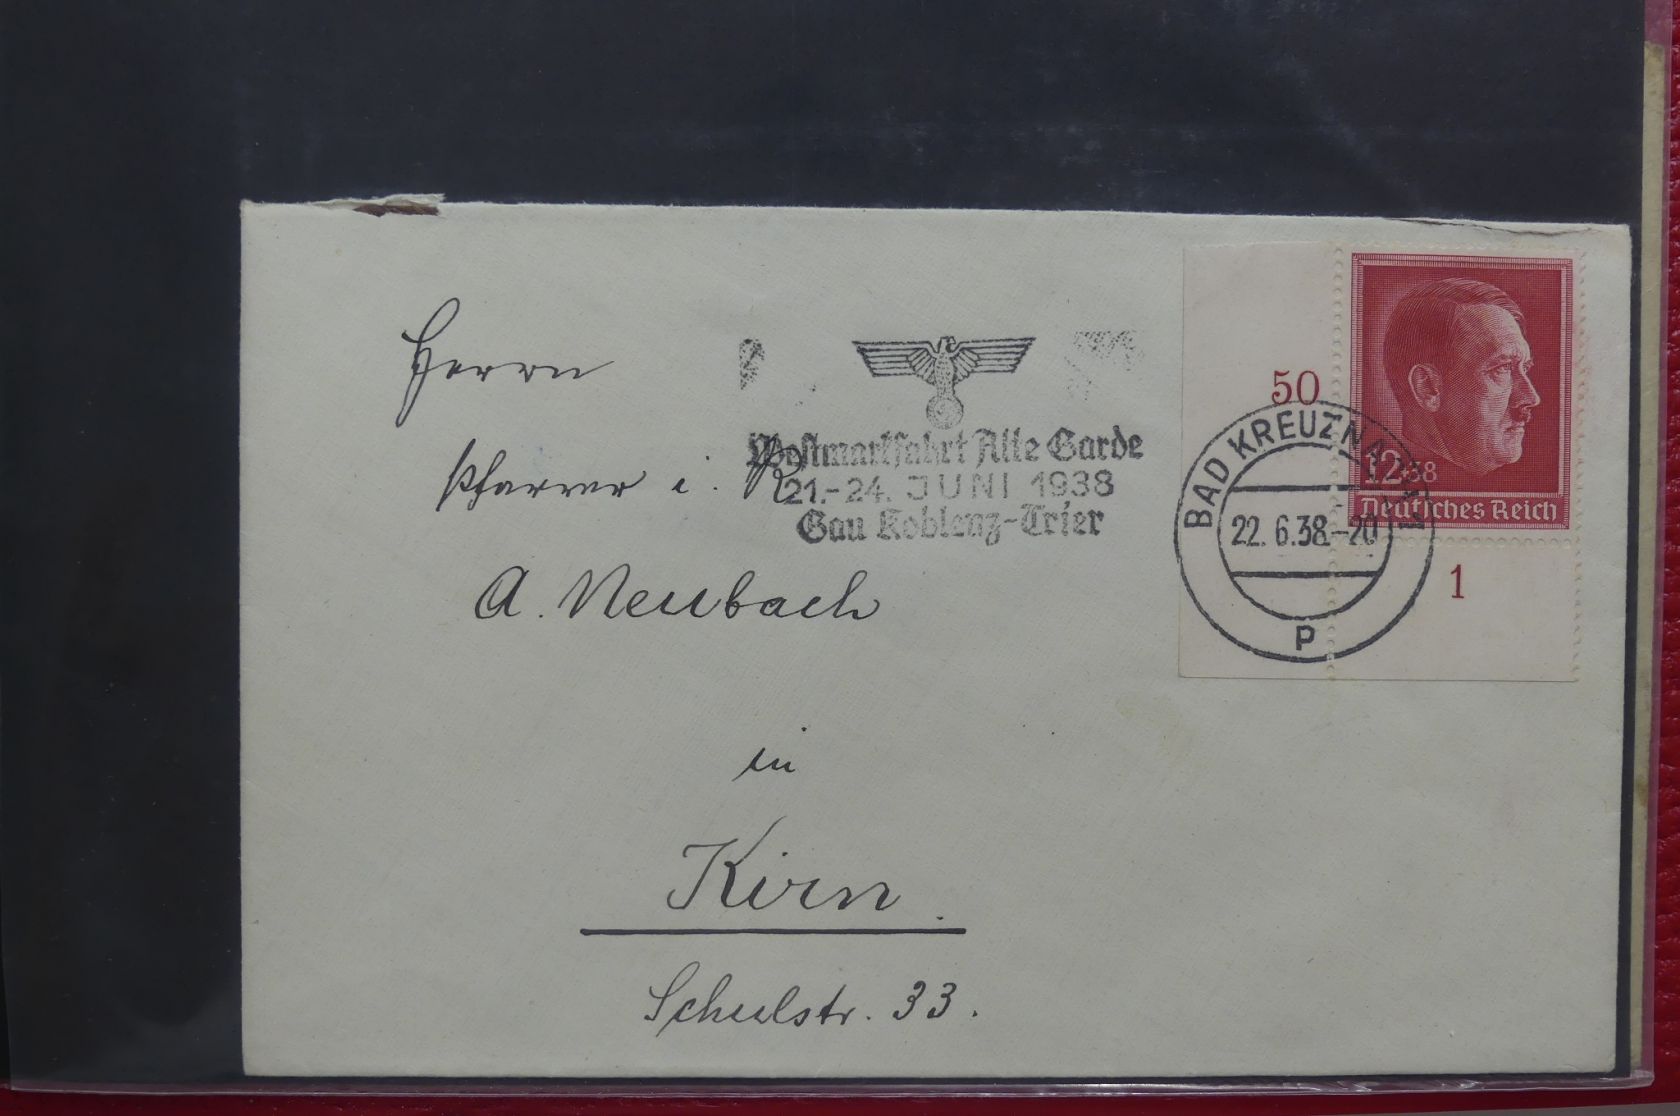 Herrn
Pfarrer i. R.
A. Neubach
in
Kirn.
Schulstr. 33.
Ostmarkfahrt Alte Garde
21.-24. JUNI 1938
Gau Koblenz-Trier
50
12+38
Deutsches Reich
1
BAD KREUZNACH
22.6.38.-20
P